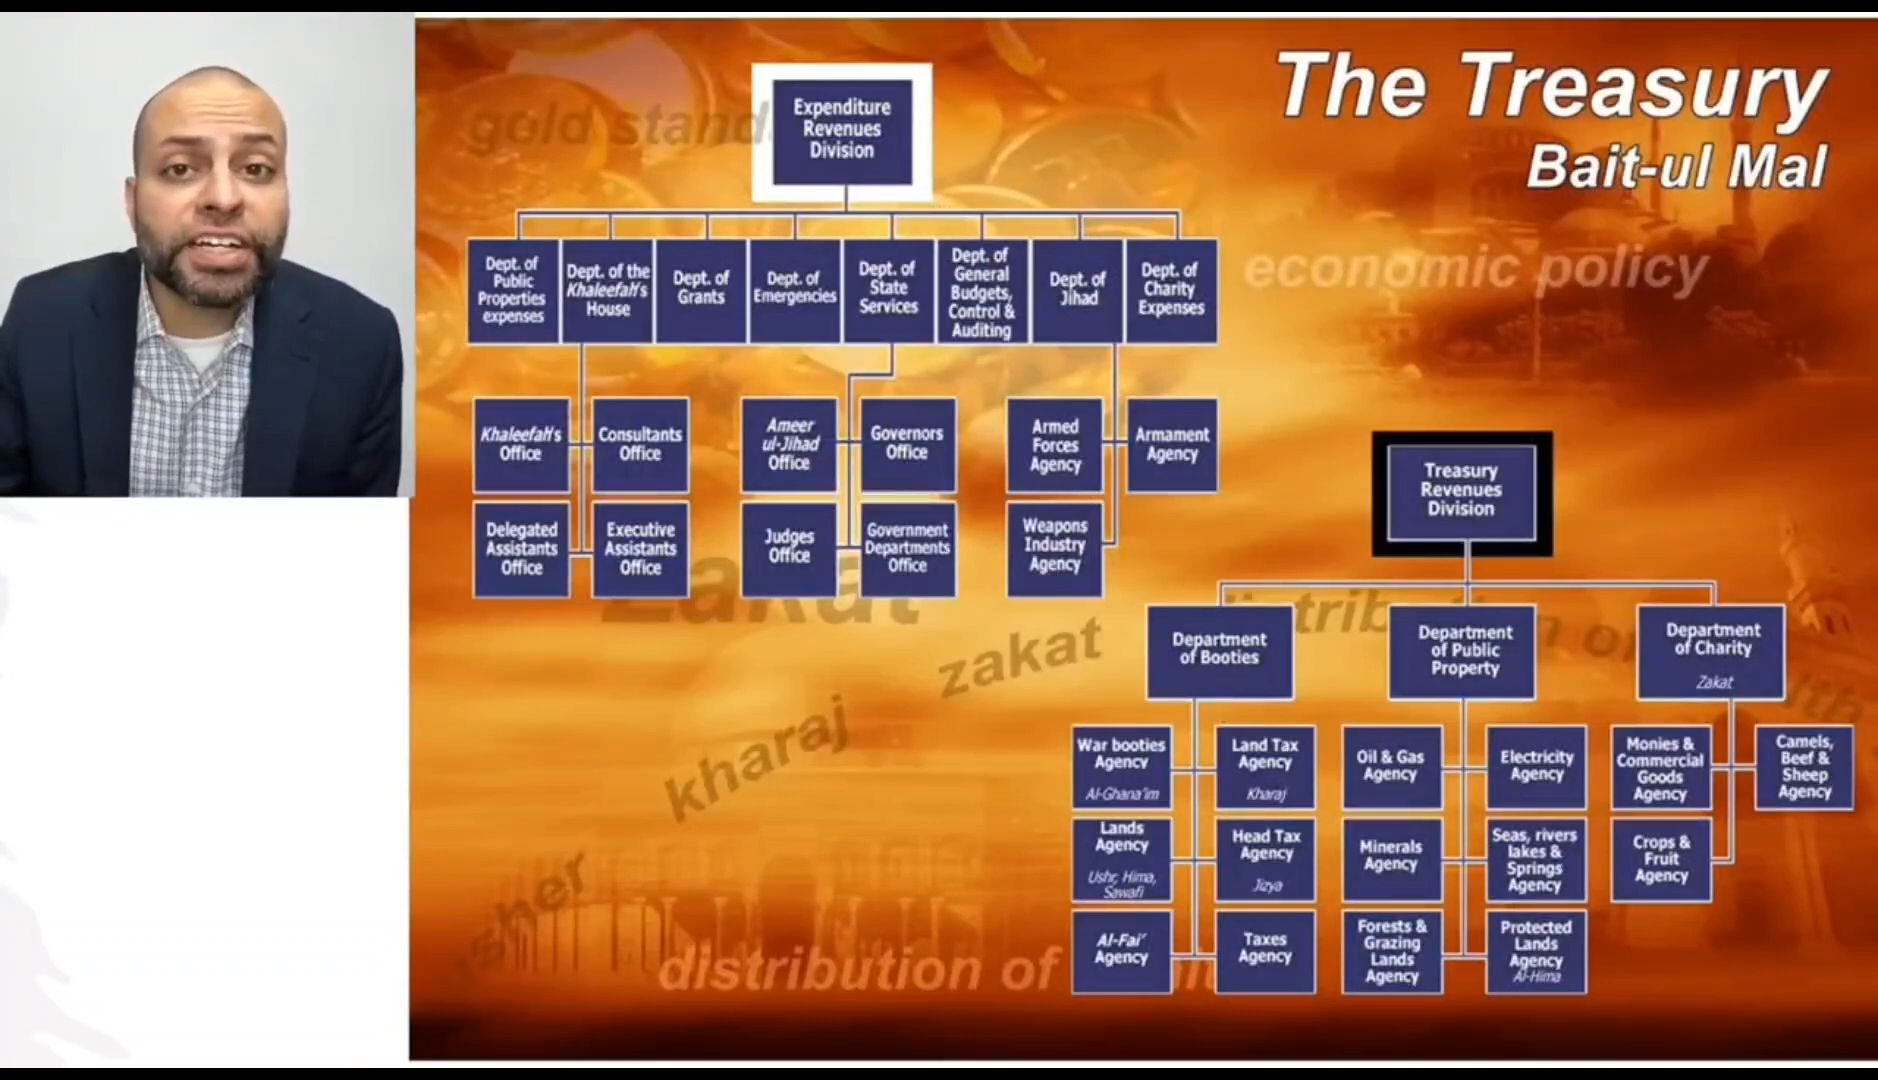 The Treasury
Bait-ul Mal
gold stand
economic policy
Expenditure
Revenues
Division
Dept. of
Public
Properties
expenses
Dept. of the
Khaleefah's
House
Dept. of
Grants
Dept. of
Emergencies
Dept. of
State
Services
Dept. of
General
Budgets,
Control &
Auditing
Dept. of
Jihad
Dept. of
Charity
Expenses
Khaleefah's
Office
Consultants
Office
Delegated
Assistants
Office
Executive
Assistants
Office
Ameer
ul-Jihad
Office
Governors
Office
Judges
Office
Government
Departments
Office
Armed
Forces
Agency
Armament
Agency
Weapons
Industry
Agency
Treasury
Revenues
Division
Department
of Booties
Department
of Public
Property
Department
of Charity
Zakat
War booties
Agency
Al-Ghana'im
Land Tax
Agency
Kharaj
Lands
Agency
Ushr, Hima,
Sawafi
Head Tax
Agency
Jizya
Al-Fai'
Agency
Taxes
Agency
Oil & Gas
Agency
Electricity
Agency
Minerals
Agency
Seas, rivers
lakes &
Springs
Agency
Forests &
Grazing
Lands
Agency
Protected
Lands
Agency
Al-Hima
Monies &
Commercial
Goods
Agency
Camels,
Beef &
Sheep
Agency
Crops &
Fruit
Agency
zakat
zakat
kharaj
distribution of